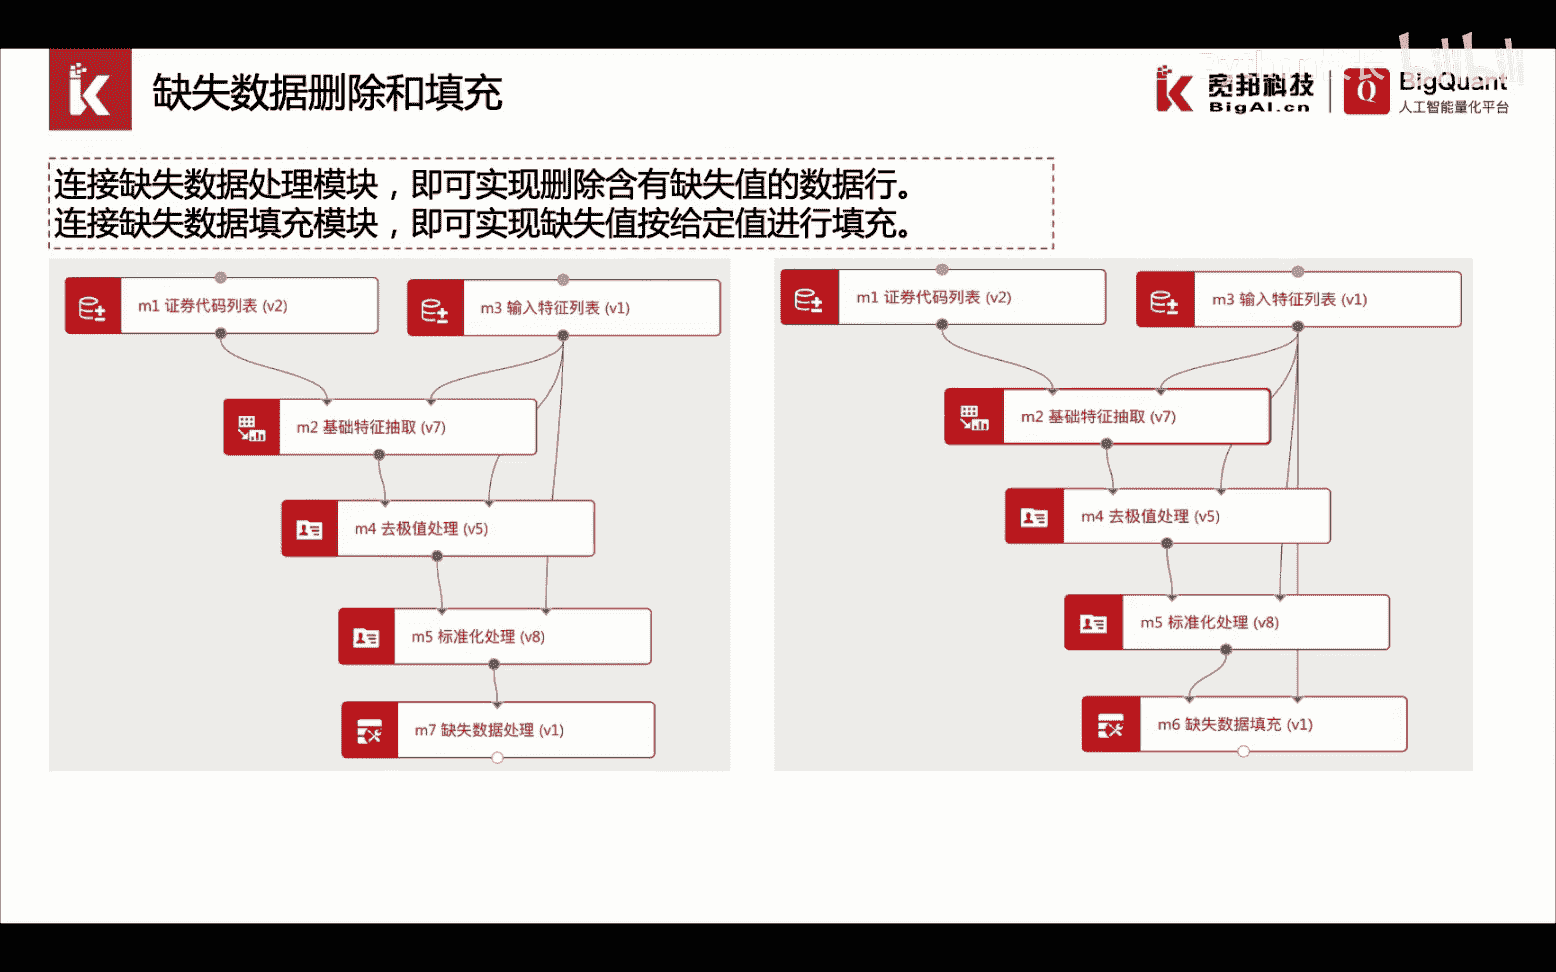 缺失数据删除和填充
宽邦科技
BigAI.cn
Q
BigQuant
人工智能量化平台
连接缺失数据处理模块，即可实现删除含有缺失值的数据行。
连接缺失数据填充模块，即可实现缺失值按给定值进行填充。
m1 证券代码列表 (v2)
m3 输入特征列表 (v1)
m2 基础特征抽取 (v7)
m4 去极值处理 (v5)
m5 标准化处理 (v8)
m7 缺失数据处理 (v1)
m1 证券代码列表 (v2)
m3 输入特征列表 (v1)
m2 基础特征抽取 (v7)
m4 去极值处理 (v5)
m5 标准化处理 (v8)
m6 缺失数据填充 (v1)